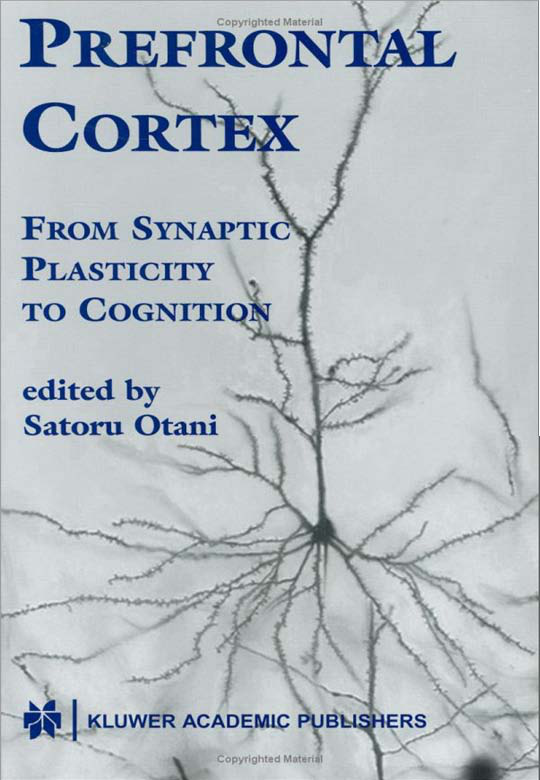 Copyrighted Material
PREFRONTAL
CORTEX
FROM SYNAPTIC
PLASTICITY
TO COGNITION
edited by
Satoru Otani
KLUWER ACADEMIC PUBLISHERS
Copyrighted Material